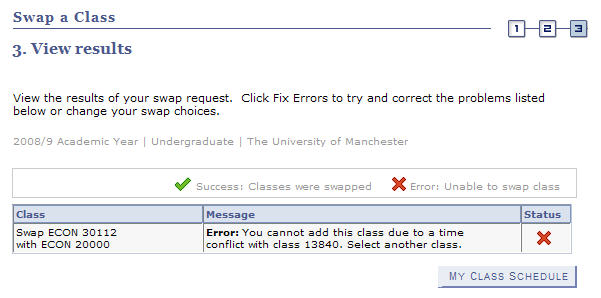 Swap a Class
1 2 3
3. View results
View the results of your swap request. Click Fix Errors to try and correct the problems listed
below or change your swap choices.
2008/9 Academic Year | Undergraduate | The University of Manchester
Success: Classes were swapped Error: Unable to swap class
Class Message Status
Swap ECON 30112
with ECON 20000
Error: You cannot add this class due to a time
conflict with class 13840. Select another class.
MY CLASS SCHEDULE